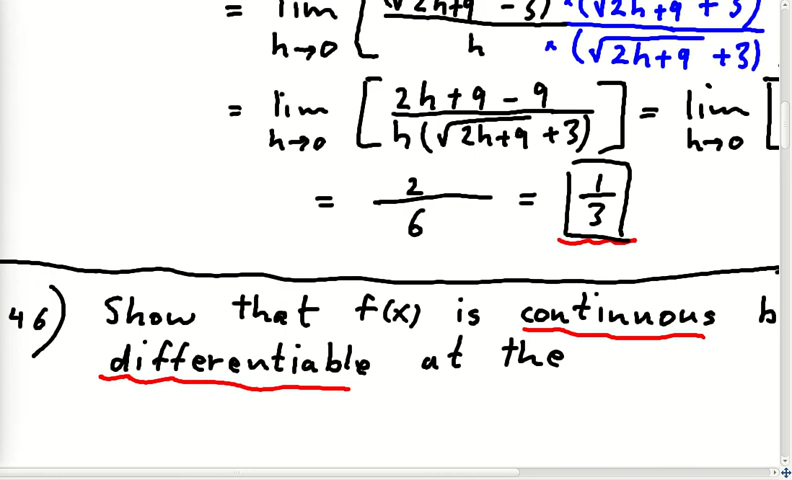 = lim [ (√2h+9 - 3) * (√2h+9 + 3)
h→0 h * (√2h+9 +3)
= lim [ 2h+9-9 ] = lim [
h→0 h(√2h+9 +3) h→0
= 2/6 = 1/3
46) Show that f(x) is continuous b
differentiable at the